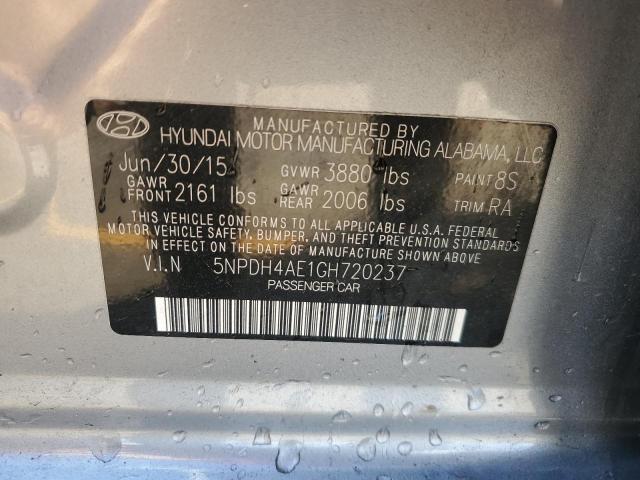 MANUFACTURED BY
HYUNDAI MOTOR MANUFACTURING ALABAMA, LLC
Jun/30/15 GVWR 3880 lbs PAINT 8S
GAWR FRONT 2161 lbs GAWR REAR 2006 lbs TRIM RA
THIS VEHICLE CONFORMS TO ALL APPLICABLE U.S.A. FEDERAL
MOTOR VEHICLE SAFETY, BUMPER, AND THEFT PREVENTION STANDARDS
IN EFFECT ON THE DATE OF MANUFACTURE SHOWN ABOVE.
V.I.N 5NPDH4AE1GH720237
PASSENGER CAR